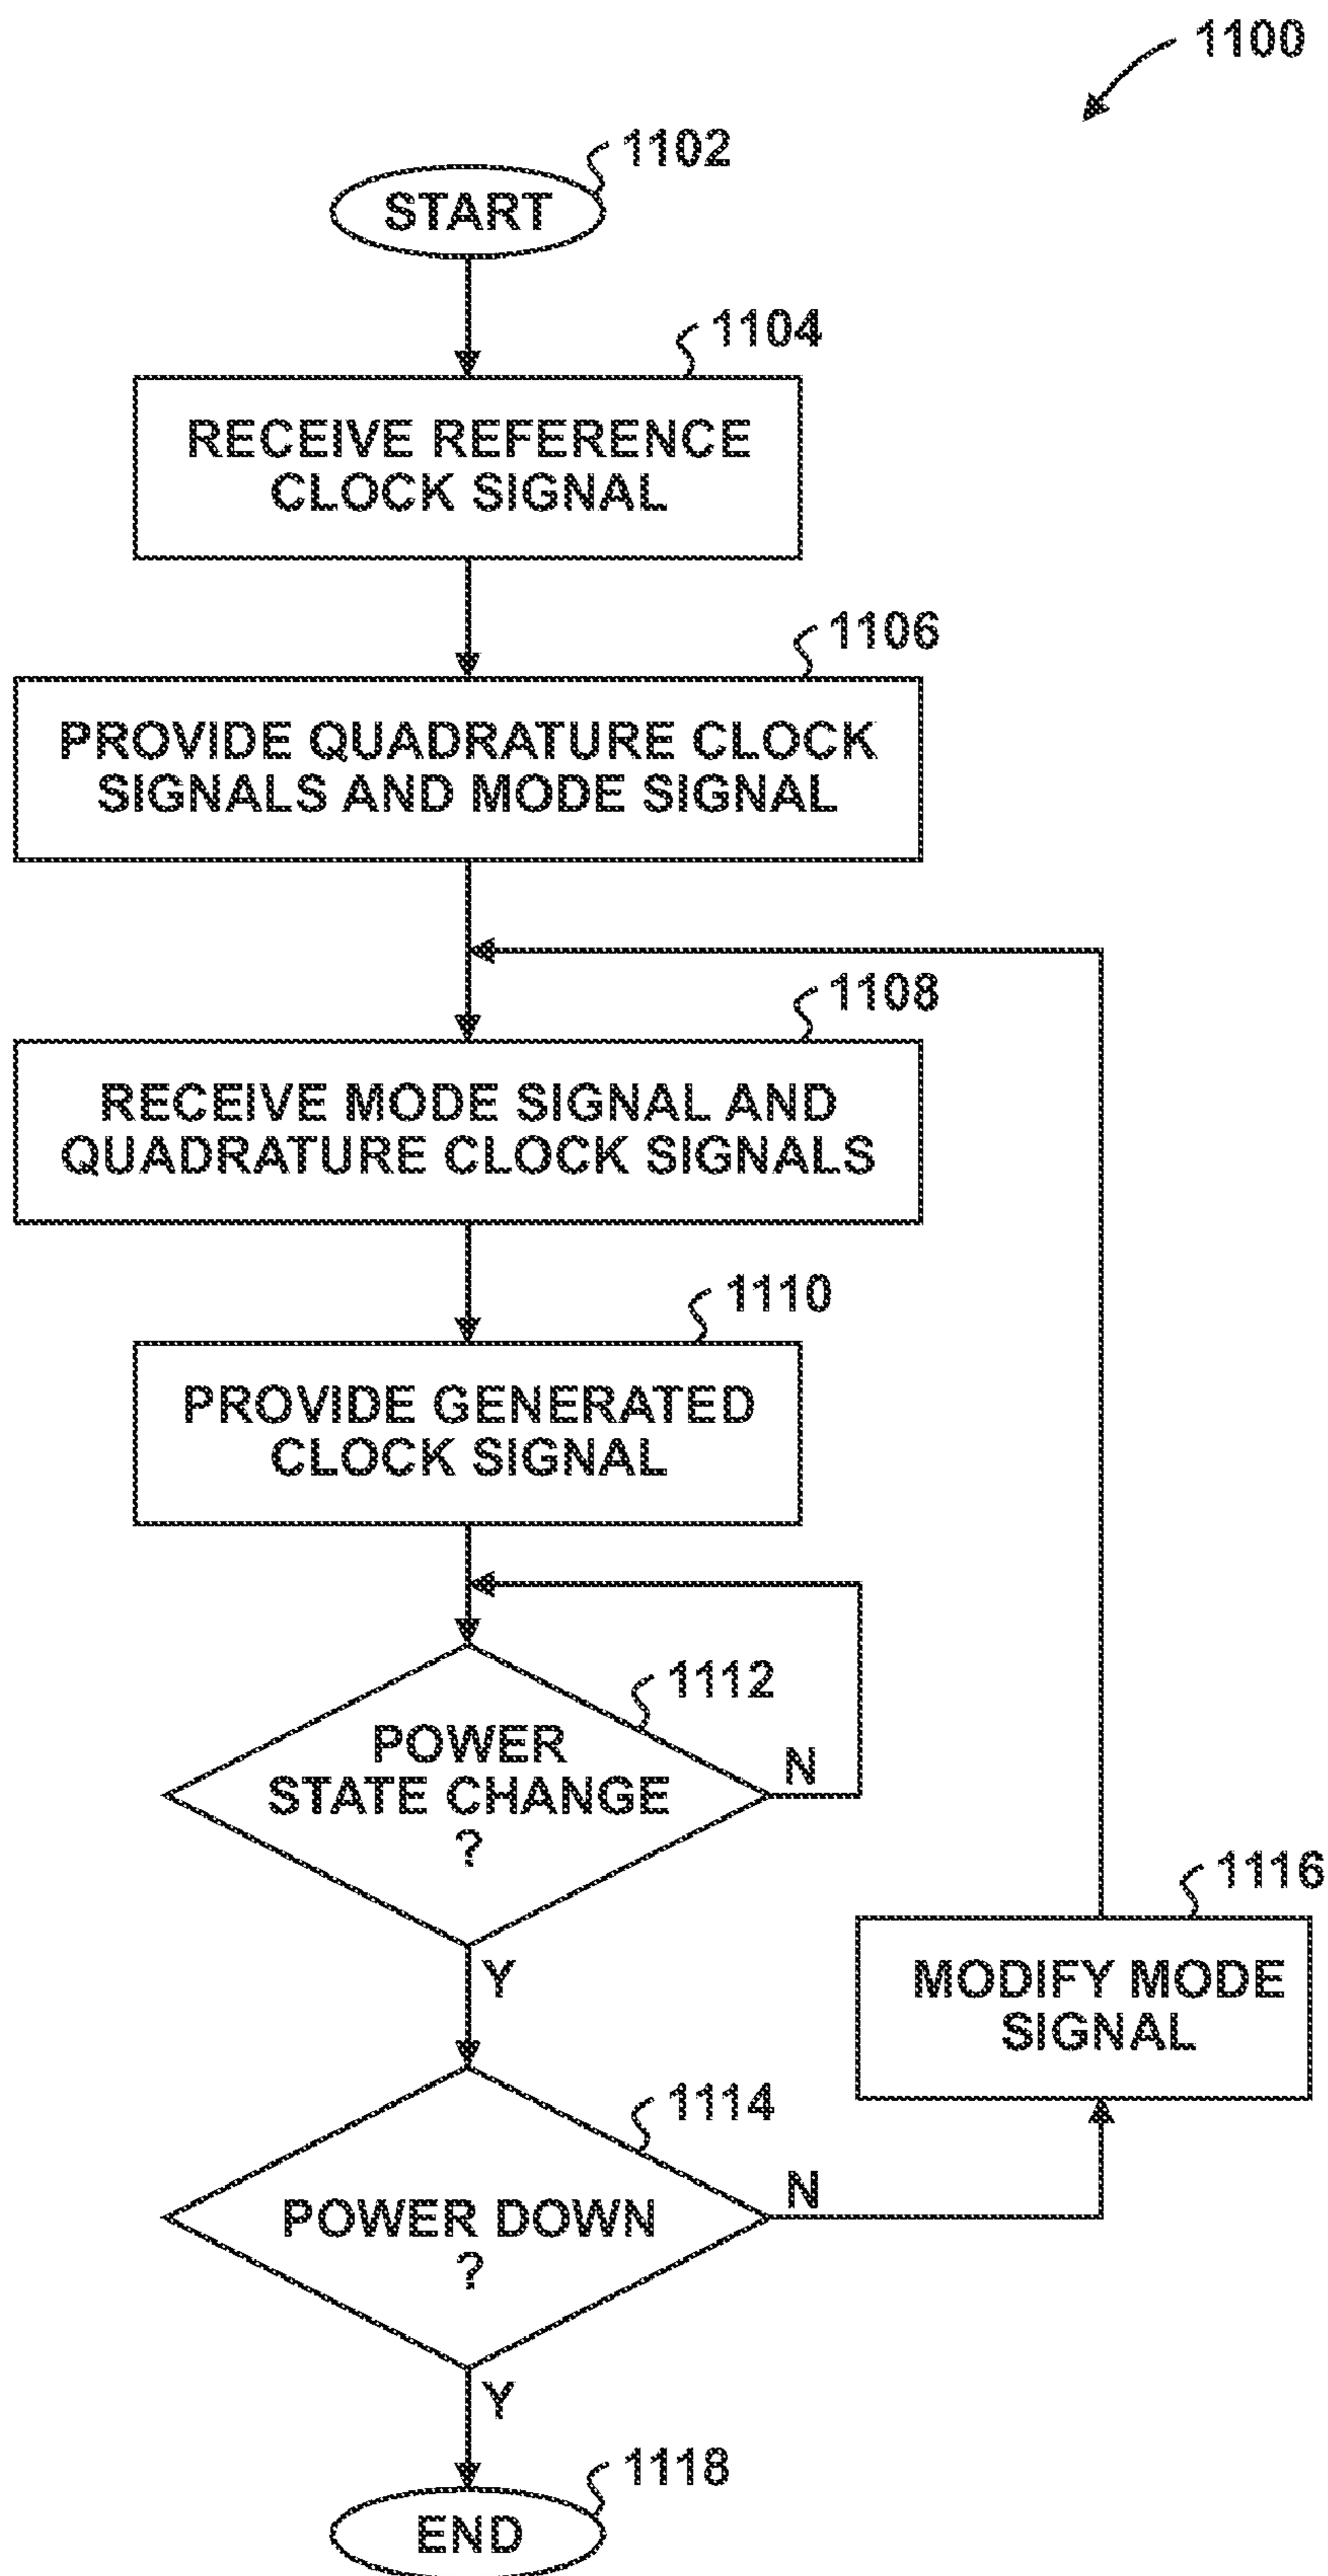 1100
1102
START
1104
RECEIVE REFERENCE
CLOCK SIGNAL
1106
PROVIDE QUADRATURE CLOCK
SIGNALS AND MODE SIGNAL
1108
RECEIVE MODE SIGNAL AND
QUADRATURE CLOCK SIGNALS
1110
PROVIDE GENERATED
CLOCK SIGNAL
1112
POWER
STATE CHANGE
?
N
Y
1116
MODIFY MODE
SIGNAL
1114
POWER DOWN
?
N
Y
1118
END